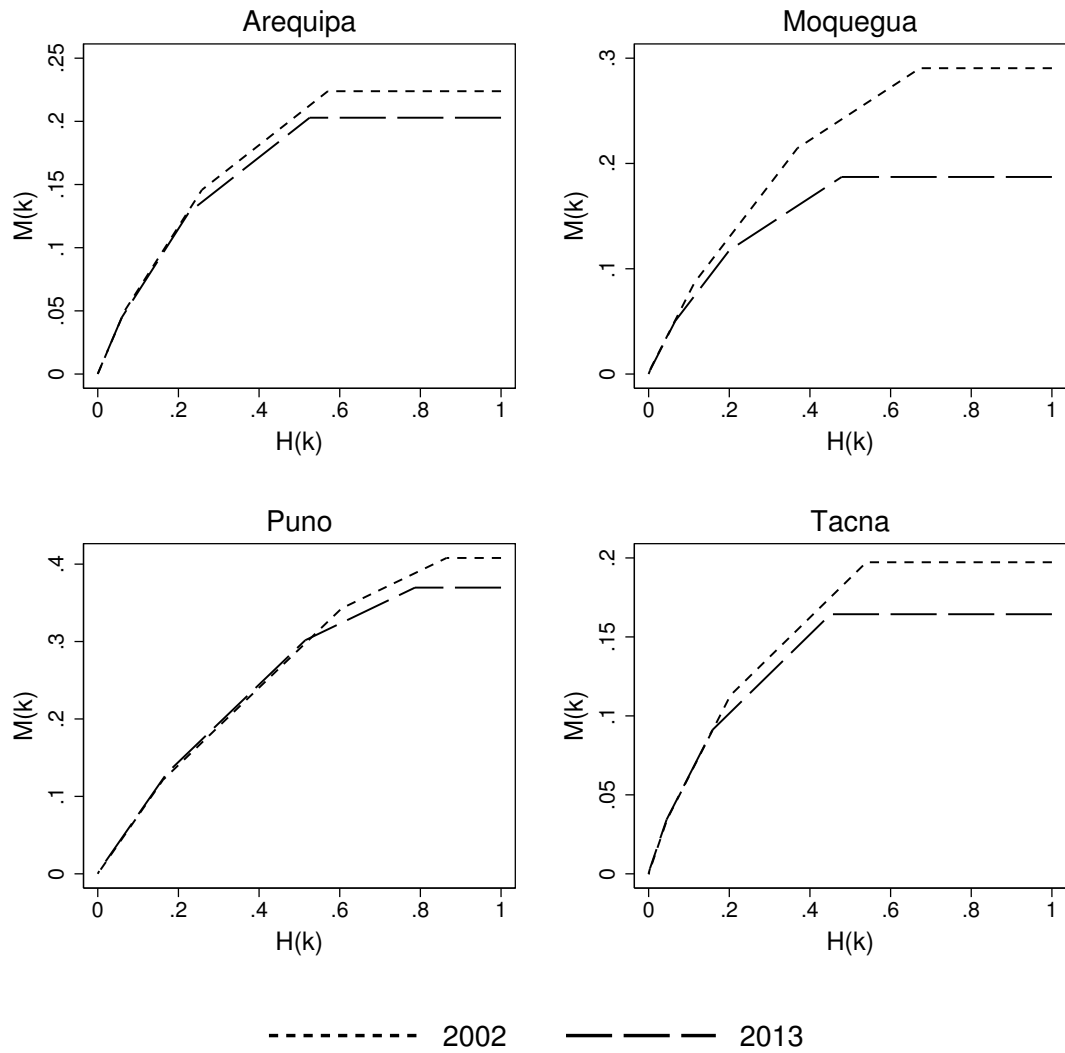 Arequipa
.25
.2
.15
.1
.05
0
M(k)
0 .2 .4 .6 .8 1
H(k)
Moquegua
.3
.2
.1
0
M(k)
0 .2 .4 .6 .8 1
H(k)
Puno
.4
.3
.2
.1
0
M(k)
0 .2 .4 .6 .8 1
H(k)
Tacna
.2
.15
.1
.05
0
M(k)
0 .2 .4 .6 .8 1
H(k)
2002 2013